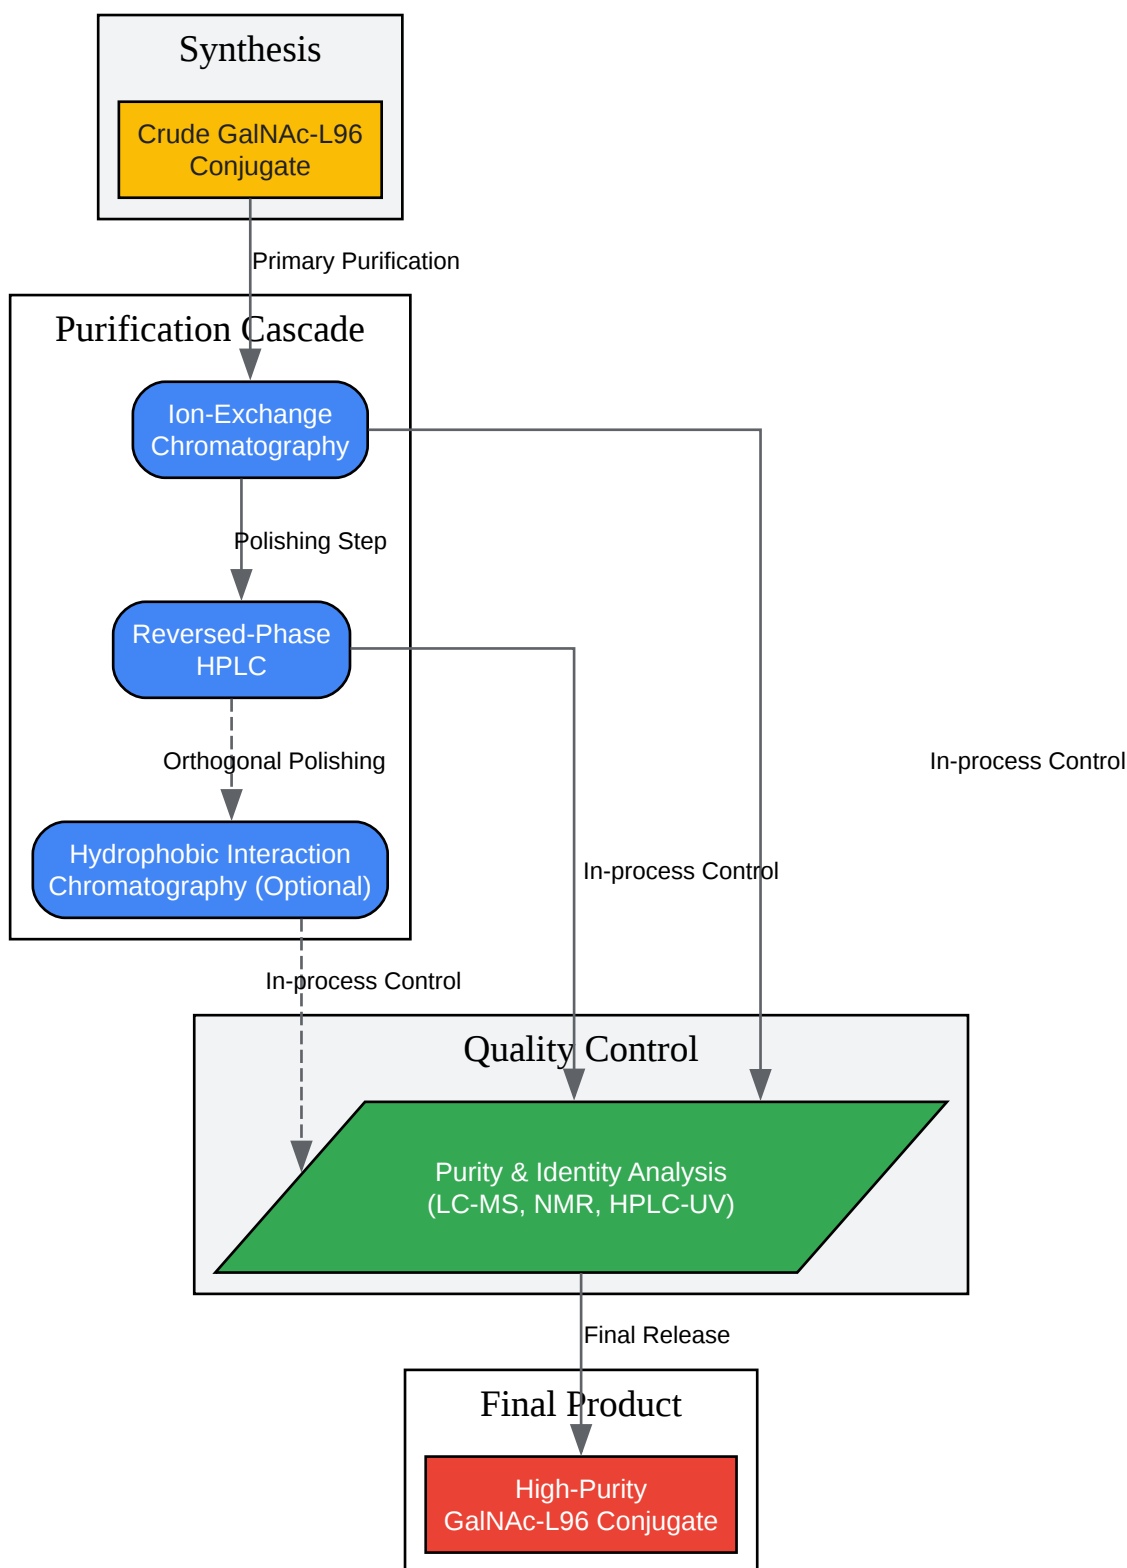 Synthesis
Crude GalNAc-L96
Conjugate
Primary Purification
Purification Cascade
Ion-Exchange
Chromatography
Polishing Step
Reversed-Phase
HPLC
Orthogonal Polishing
In-process Control
Hydrophobic Interaction
Chromatography (Optional)
In-process Control
In-process Control
Quality Control
Purity & Identity Analysis
(LC-MS, NMR, HPLC-UV)
Final Release
Final Product
High-Purity
GalNAc-L96 Conjugate